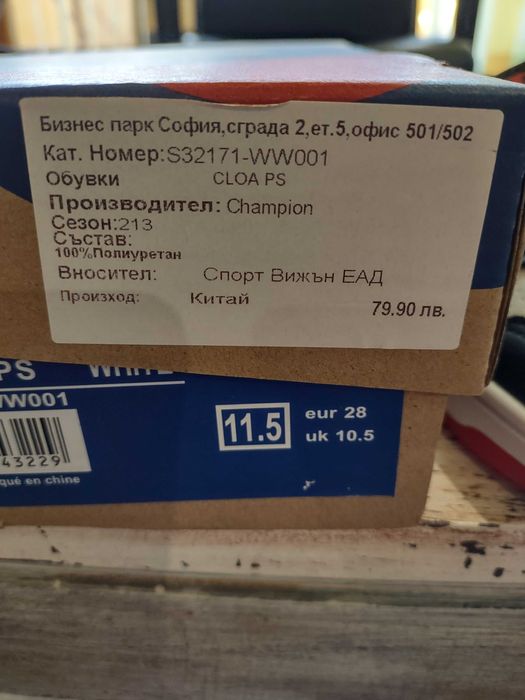 Бизнес парк София,сграда 2,ет.5,офис 501/502
Кат. Номер:S32171-WW001
Обувки CLOA PS
Производител: Champion
Сезон:213
Състав:
100%Полиуретан
Вносител: Спорт Вижън ЕАД
Произход: Китай 79.90 лв.
PS WHITE
WW001
11.5 eur 28
uk 10.5
43229
qué en chine